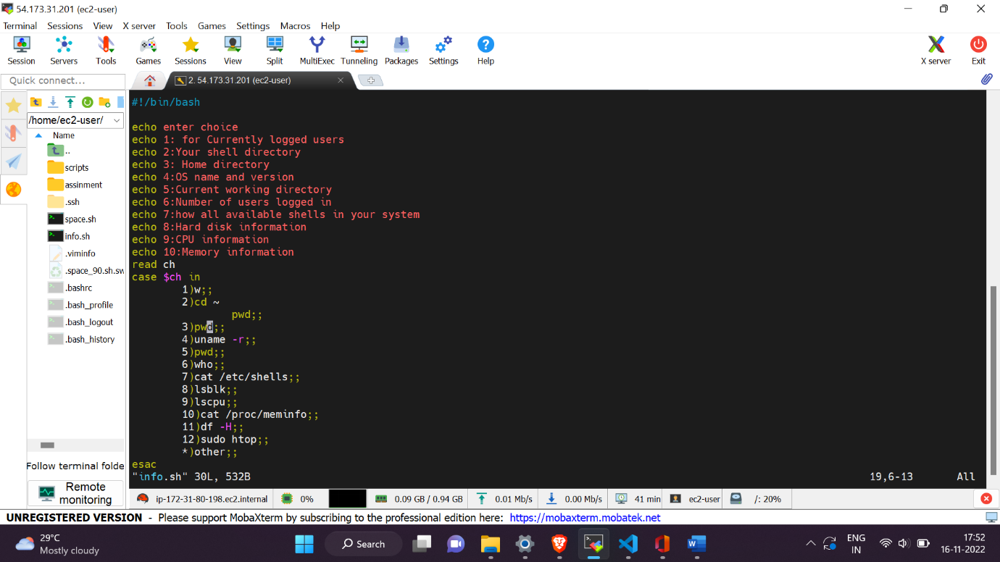 54.173.31.201 (ec2-user)
Terminal Sessions View X server Tools Games Settings Macros Help
Session Servers Tools Games Sessions View Split MultiExec Tunneling Packages Settings Help X server Exit
Quick connect...
2. 54.173.31.201 (ec2-user)
/home/ec2-user/
Name
..
scripts
assinment
.ssh
space.sh
info.sh
.viminfo
.space_90.sh.sw
.bashrc
.bash_profile
.bash_logout
.bash_history
Follow terminal folde
Remote
monitoring
#!/bin/bash
echo enter choice
echo 1: for Currently logged users
echo 2:Your shell directory
echo 3: Home directory
echo 4:OS name and version
echo 5:Current working directory
echo 6:Number of users logged in
echo 7:how all available shells in your system
echo 8:Hard disk information
echo 9:CPU information
echo 10:Memory information
read ch
case $ch in
1)w;;
2)cd ~
pwd;;
3)pwd;;
4)uname -r;;
5)pwd;;
6)who;;
7)cat /etc/shells;;
8)lsblk;;
9)lscpu;;
10)cat /proc/meminfo;;
11)df -H;;
12)sudo htop;;
*)other;;
esac
"info.sh" 30L, 532B 19,6-13 All
ip-172-31-80-198.ec2.internal 0% 0.09 GB / 0.94 GB 0.01 Mb/s 0.00 Mb/s 41 min ec2-user /: 20%
UNREGISTERED VERSION - Please support MobaXterm by subscribing to the professional edition here: https://mobaxterm.mobatek.net
29°C
Mostly cloudy
Search
ENG
IN
17:52
16-11-2022